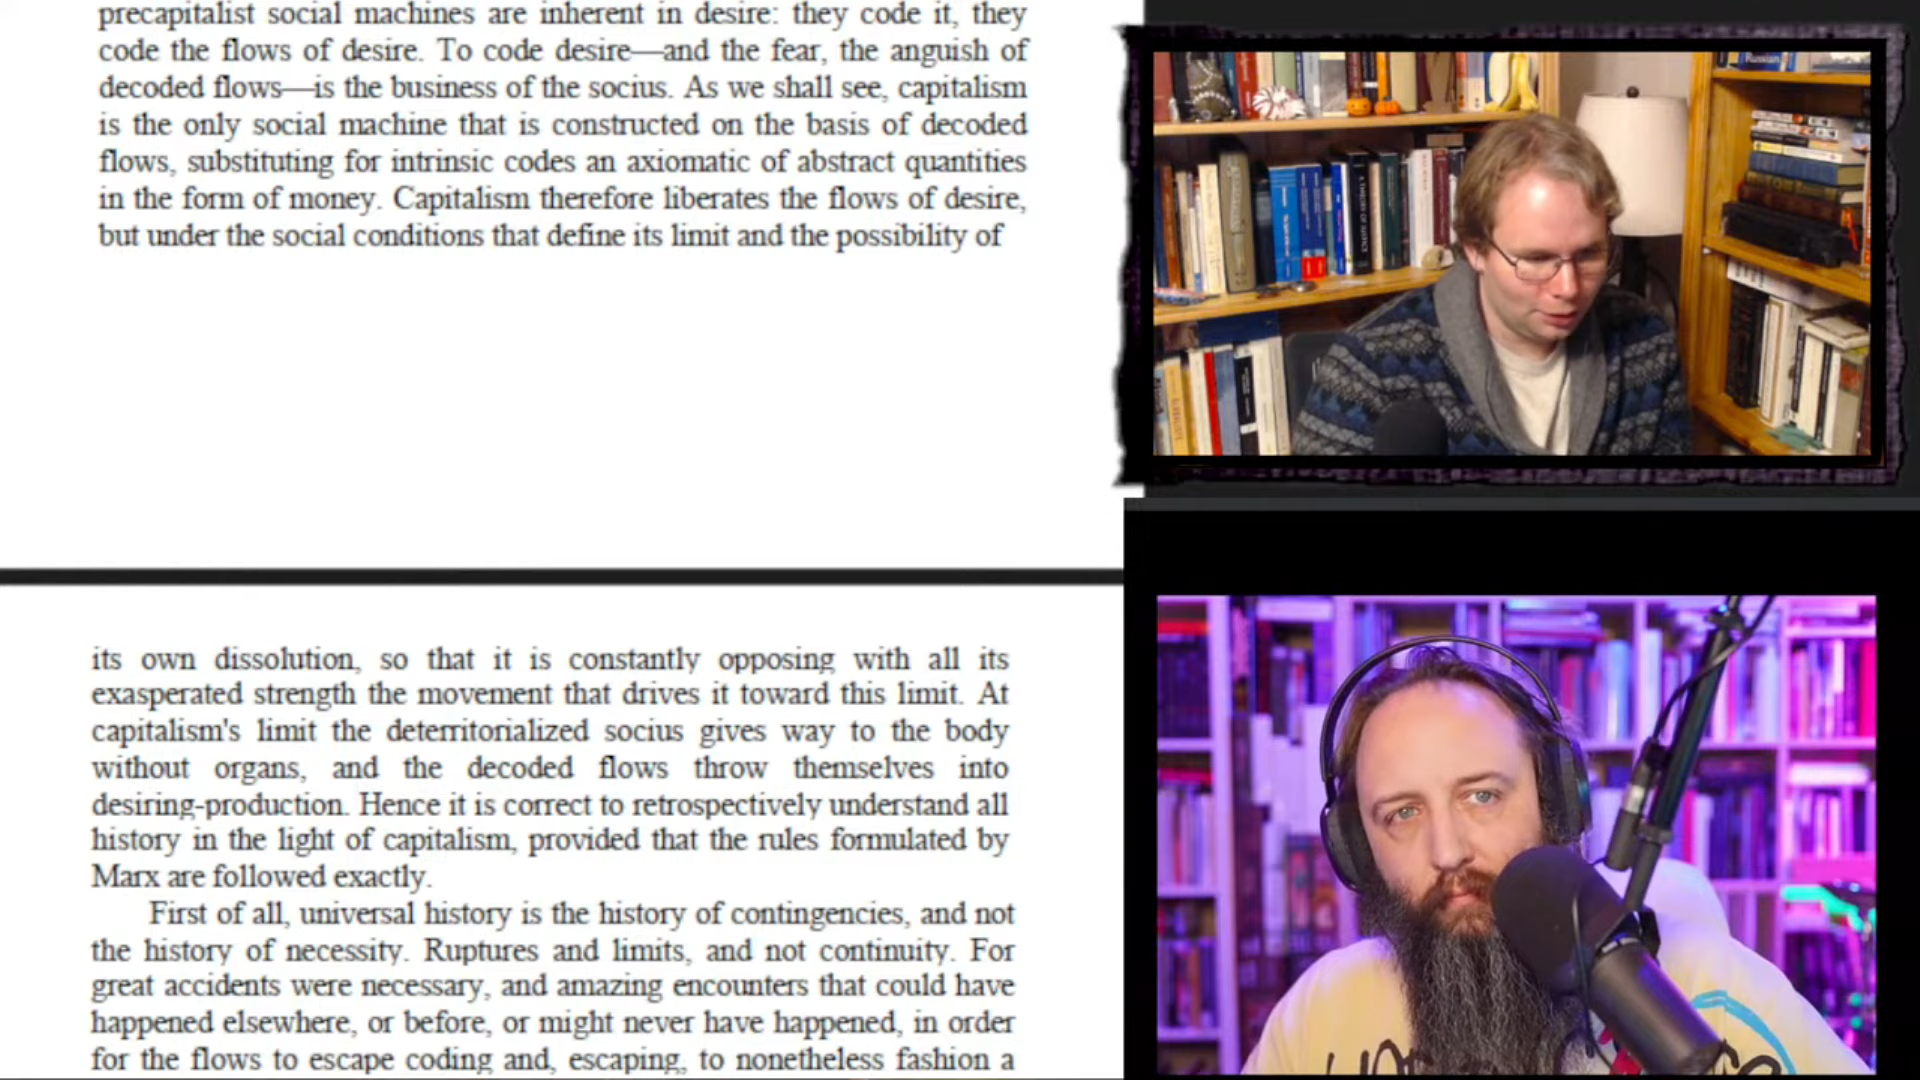 precapitalist social machines are inherent in desire: they code it, they
code the flows of desire. To code desire—and the fear, the anguish of
decoded flows—is the business of the socius. As we shall see, capitalism
is the only social machine that is constructed on the basis of decoded
flows, substituting for intrinsic codes an axiomatic of abstract quantities
in the form of money. Capitalism therefore liberates the flows of desire,
but under the social conditions that define its limit and the possibility of
its own dissolution, so that it is constantly opposing with all its
exasperated strength the movement that drives it toward this limit. At
capitalism's limit the deterritorialized socius gives way to the body
without organs, and the decoded flows throw themselves into
desiring-production. Hence it is correct to retrospectively understand all
history in the light of capitalism, provided that the rules formulated by
Marx are followed exactly.
First of all, universal history is the history of contingencies, and not
the history of necessity. Ruptures and limits, and not continuity. For
great accidents were necessary, and amazing encounters that could have
happened elsewhere, or before, or might never have happened, in order
for the flows to escape coding and, escaping, to nonetheless fashion a
Russian
A THEORY OF JUSTICE